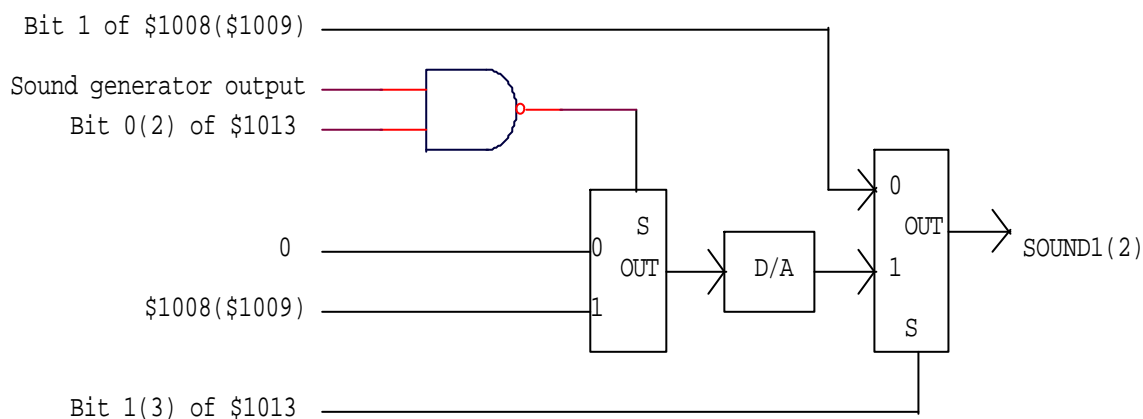 Bit 1 of $1008($1009)
Sound generator output
Bit 0(2) of $1013
0
S
0
OUT
0
OUT
D/A
1
SOUND1(2)
$1008($1009)
1
S
Bit 1(3) of $1013